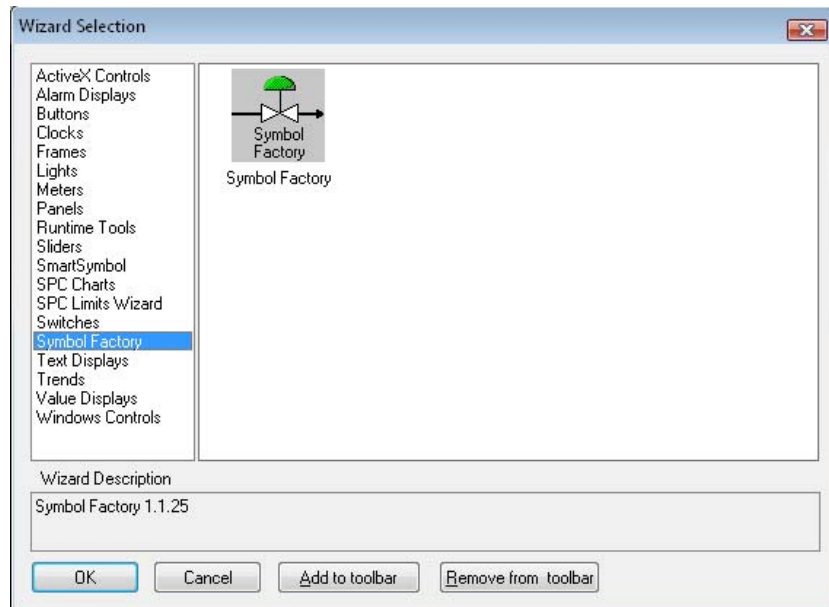 Wizard Selection
ActiveX Controls
Alarm Displays
Buttons
Clocks
Frames
Lights
Meters
Panels
Runtime Tools
Sliders
SmartSymbol
SPC Charts
SPC Limits Wizard
Switches
Symbol Factory
Text Displays
Trends
Value Displays
Windows Controls
Symbol
Factory
Symbol Factory
Wizard Description
Symbol Factory 1.1.25
OK Cancel Add to toolbar Remove from toolbar